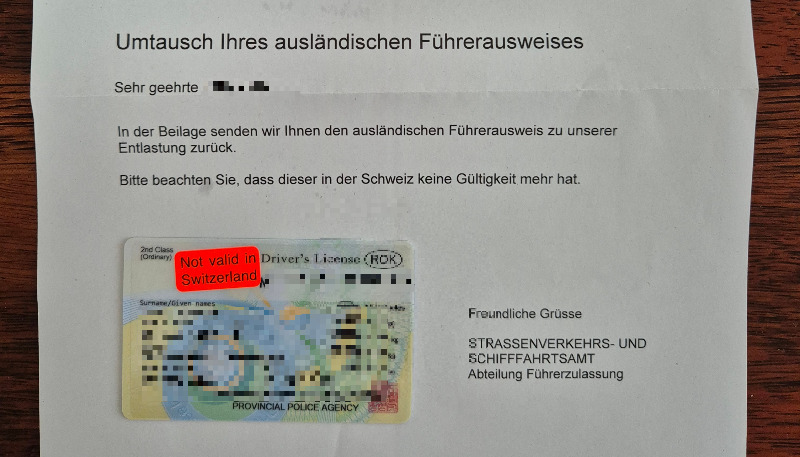 Umtausch Ihres ausländischen Führerausweises
Sehr geehrte
In der Beilage senden wir Ihnen den ausländischen Führerausweis zu unserer
Entlastung zurück.
Bitte beachten Sie, dass dieser in der Schweiz keine Gültigkeit mehr hat.
2nd Class
(Ordinary)
Not valid in
Switzerland
Driver's License ROK
Surname/Given names
PROVINCIAL POLICE AGENCY
Freundliche Grüsse
STRASSENVERKEHRS- UND
SCHIFFFAHRTSAMT
Abteilung Führerzulassung